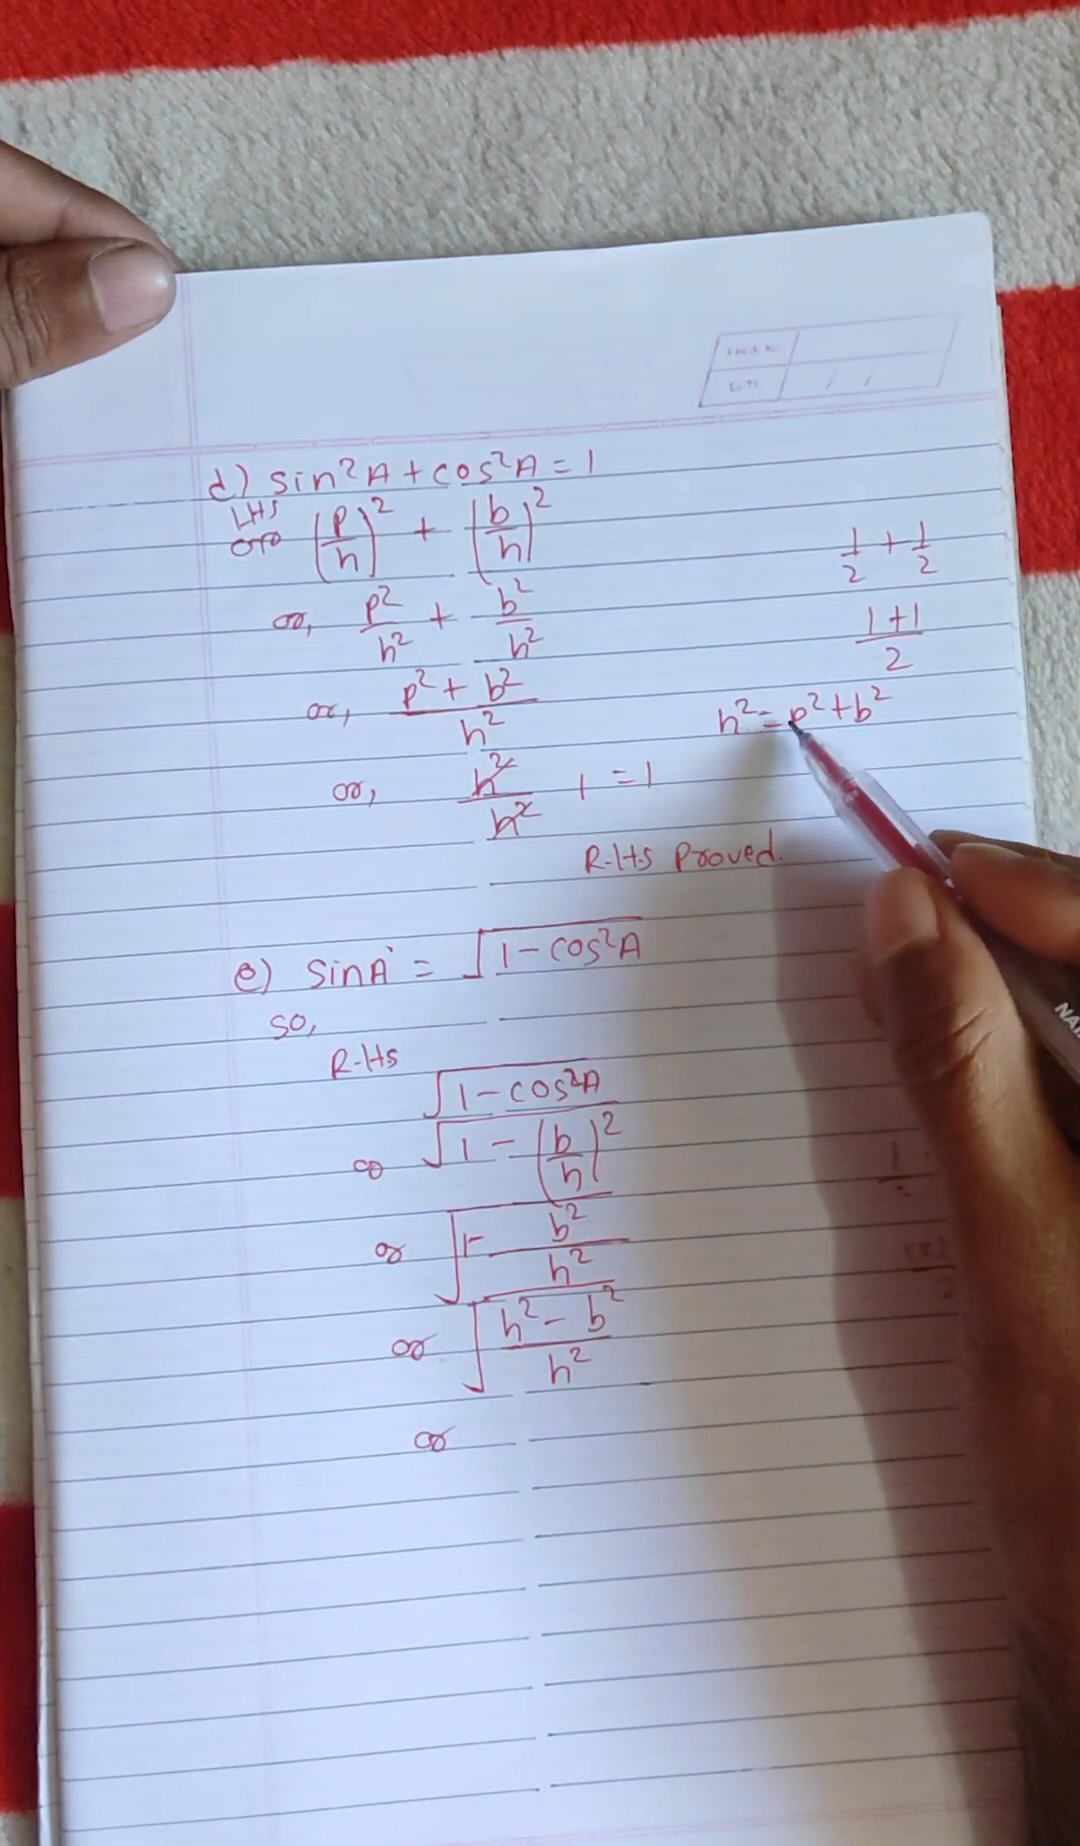 d) sin²A + cos²A = 1
LHS
(p/h)² + (b/h)²
or, p²/h² + b²/h²
1/2 + 1/2
(1+1)/2
or, (p² + b²)/h²
h² = p² + b²
or, h²/h² 1 = 1
R.H.S Proved.
e) sinA = √(1 - cos²A)
so,
R.H.S
√(1 - cos²A)
or √(1 - (b/h)²)
or √(1 - b²/h²)
or √((h² - b²)/h²)
or